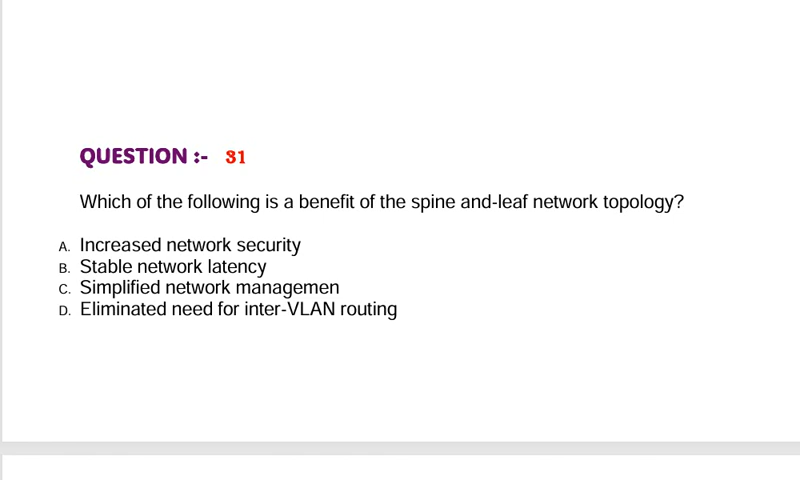 QUESTION :- 31
Which of the following is a benefit of the spine and-leaf network topology?
A. Increased network security
B. Stable network latency
C. Simplified network managemen
D. Eliminated need for inter-VLAN routing